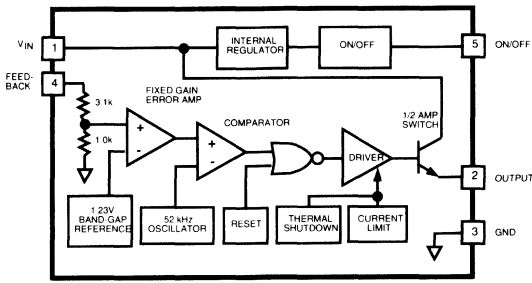 VIN
1
INTERNAL
REGULATOR
ON/OFF
5
ON/OFF
FEED-
BACK
4
3.1k
1.0k
FIXED GAIN
ERROR AMP
+
-
COMPARATOR
+
-
DRIVER
1/2 AMP
SWITCH
2
OUTPUT
1 23V
BAND-GAP
REFERENCE
52 kHz
OSCILLATOR
RESET
THERMAL
SHUTDOWN
CURRENT
LIMIT
3
GND